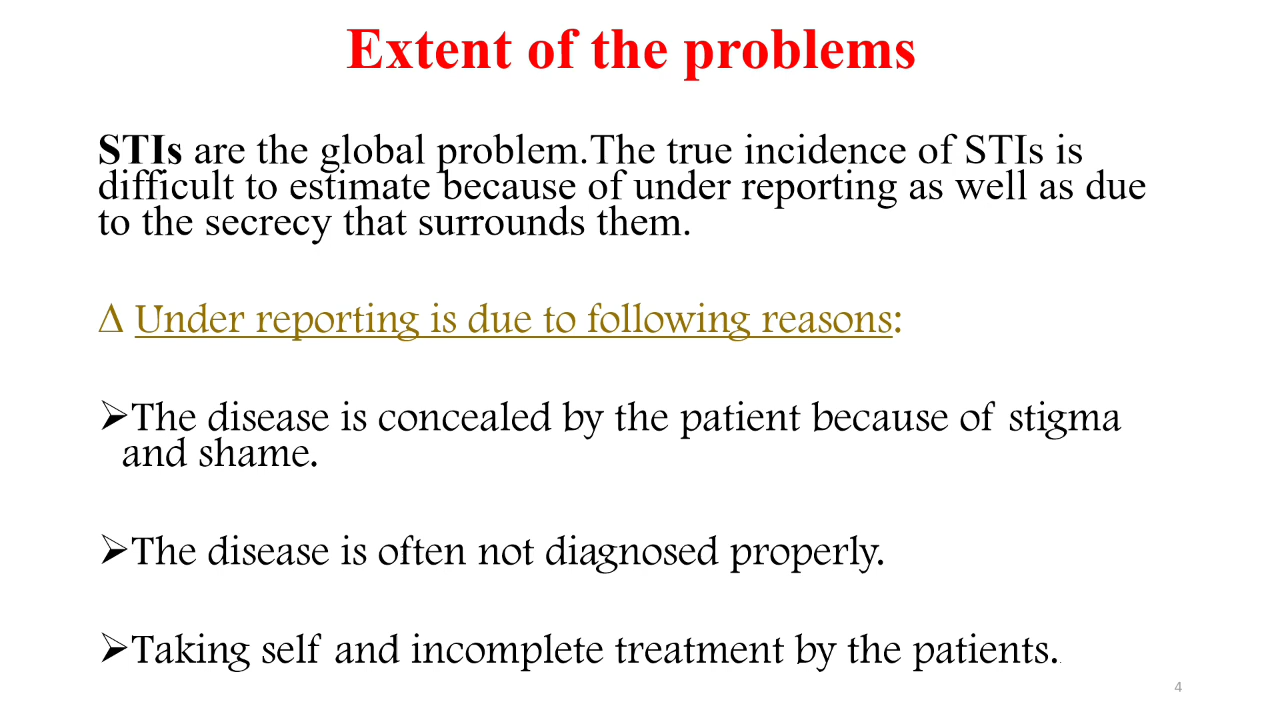 Extent of the problems
STIs are the global problem.The true incidence of STIs is
difficult to estimate because of under reporting as well as due
to the secrecy that surrounds them.
∆ Under reporting is due to following reasons:
➢The disease is concealed by the patient because of stigma
and shame.
➢The disease is often not diagnosed properly.
➢Taking self and incomplete treatment by the patients.
4